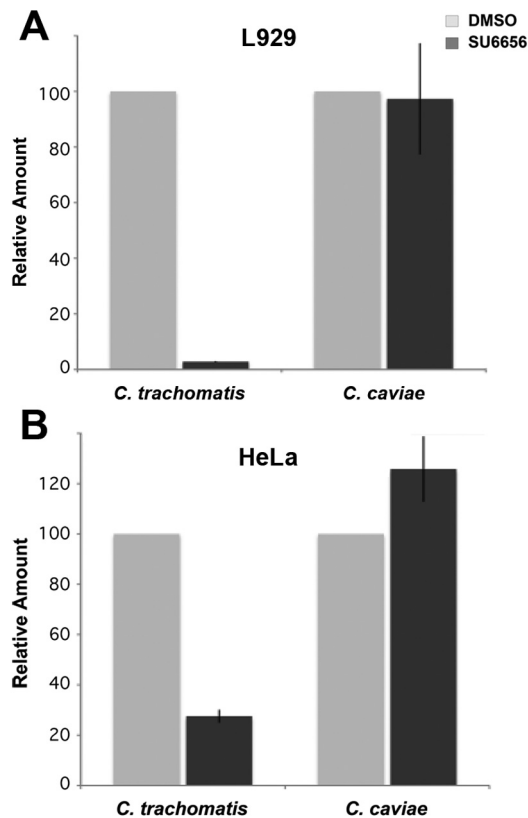 A
L929
DMSO
SU6656
Relative Amount
100
80
60
40
20
0
C. trachomatis
C. caviae
B
HeLa
Relative Amount
120
100
80
60
40
20
0
C. trachomatis
C. caviae